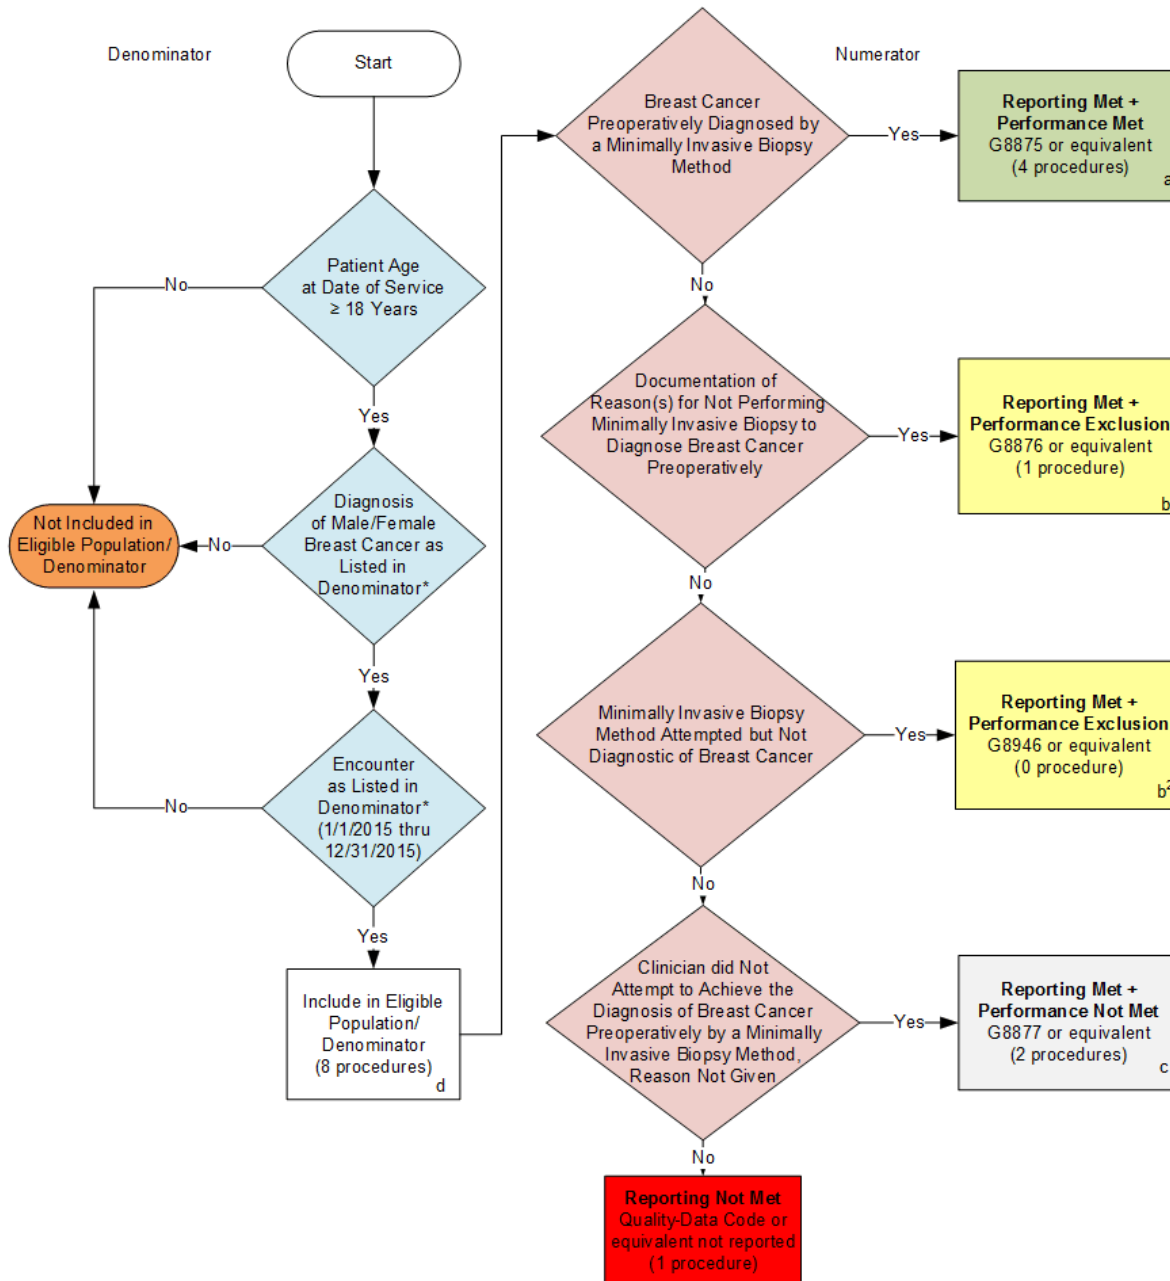 Denominator
Start
Patient Age
at Date of Service
≥ 18 Years
No
Yes
Diagnosis
of Male/Female
Breast Cancer as
Listed in
Denominator*
No
Not Included in
Eligible Population/
Denominator
Yes
Encounter
as Listed in
Denominator*
(1/1/2015 thru
12/31/2015)
No
Yes
Include in Eligible
Population/
Denominator
(8 procedures)
d
Numerator
Breast Cancer
Preoperatively Diagnosed by
a Minimally Invasive Biopsy
Method
Yes
Reporting Met +
Performance Met
G8875 or equivalent
(4 procedures)
a
No
Documentation of
Reason(s) for Not Performing
Minimally Invasive Biopsy to
Diagnose Breast Cancer
Preoperatively
Yes
Reporting Met +
Performance Exclusion
G8876 or equivalent
(1 procedure)
b
No
Minimally Invasive Biopsy
Method Attempted but Not
Diagnostic of Breast Cancer
Yes
Reporting Met +
Performance Exclusion
G8946 or equivalent
(0 procedure)
b²
No
Clinician did Not
Attempt to Achieve the
Diagnosis of Breast Cancer
Preoperatively by a Minimally
Invasive Biopsy Method,
Reason Not Given
Yes
Reporting Met +
Performance Not Met
G8877 or equivalent
(2 procedures)
c
No
Reporting Not Met
Quality-Data Code or
equivalent not reported
(1 procedure)